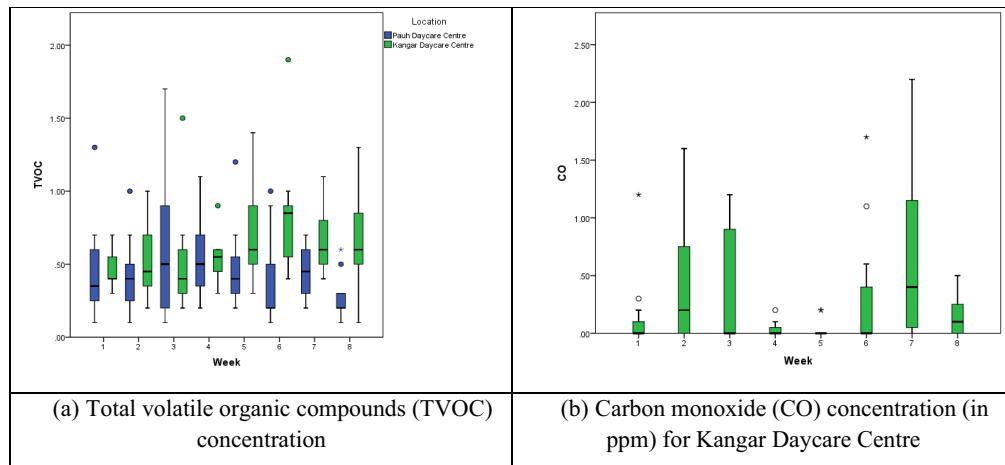 Location
Pauh Daycare Centre
Kangar Daycare Centre
TVOC
2.00
1.50
1.00
.50
.00
1 2 3 4 5 6 7 8
Week
CO
2.50
2.00
1.50
1.00
.50
.00
1 2 3 4 5 6 7 8
Week
(a) Total volatile organic compounds (TVOC)
concentration
(b) Carbon monoxide (CO) concentration (in
ppm) for Kangar Daycare Centre